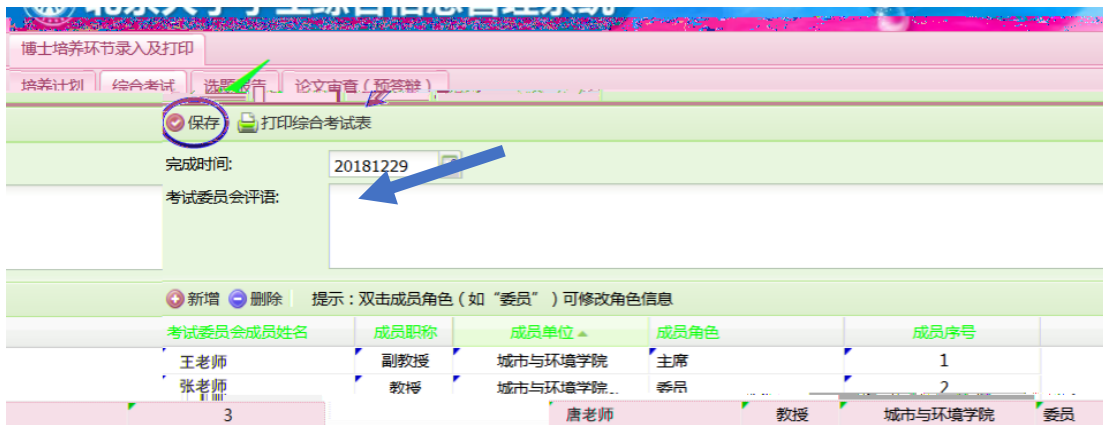 博士培养环节录入及打印
培养计划 综合考试 选题报告 论文审查（预答辩）
保存 打印综合考试表
完成时间: 20181229
考试委员会评语:
新增 删除 提示：双击成员角色（如“委员”）可修改角色信息
考试委员会成员姓名 成员职称 成员单位 成员角色 成员序号
王老师 副教授 城市与环境学院 主席 1
张老师 教授 城市与环境学院 委员 2
3 唐老师 教授 城市与环境学院 委员